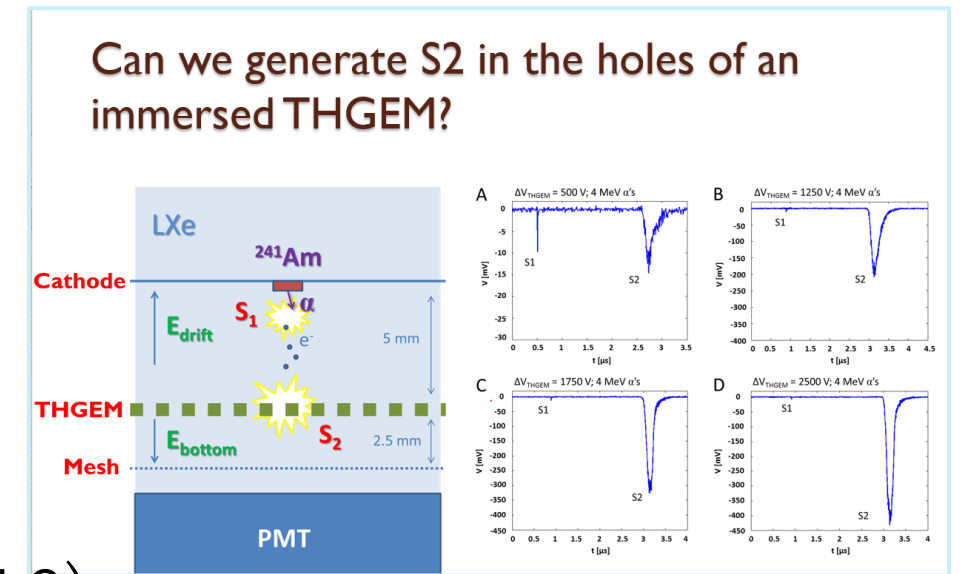 Can we generate S2 in the holes of an
immersed THGEM?
LXe
²⁴¹Am
Cathode
α
S₁
E_drift
e⁻
5 mm
THGEM
S₂
E_bottom
2.5 mm
Mesh
PMT
A
ΔV_THGEM = 500 V; 4 MeV α's
0
-5
-10
-15
-20
-25
-30
V [mV]
S1
S2
0 0.5 1 1.5 2 2.5 3 3.5
t [µs]
B
ΔV_THGEM = 1250 V; 4 MeV α's
0
-50
-100
-150
-200
-250
-300
-350
-400
V [mV]
S1
S2
0 0.5 1 1.5 2 2.5 3 3.5 4 4.5
t [µs]
C
ΔV_THGEM = 1750 V; 4 MeV α's
0
-50
-100
-150
-200
-250
-300
-350
-400
-450
V [mV]
S1
S2
0 0.5 1 1.5 2 2.5 3 3.5 4
t [µs]
D
ΔV_THGEM = 2500 V; 4 MeV α's
0
-50
-100
-150
-200
-250
-300
-350
-400
-450
V [mV]
S1
S2
0 0.5 1 1.5 2 2.5 3 3.5 4
t [µs]